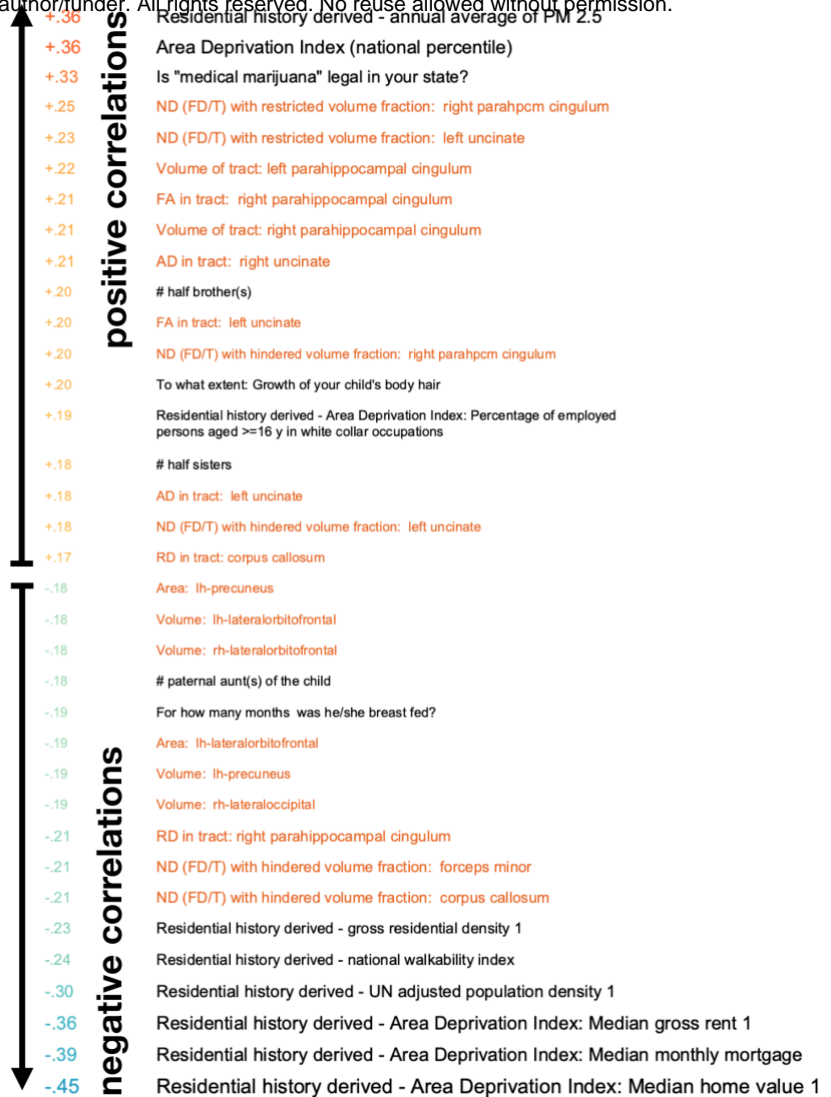 author/funder. All rights reserved. No reuse allowed without permission.
+.36 Residential history derived - annual average of PM 2.5
+.36 Area Deprivation Index (national percentile)
+.33 Is "medical marijuana" legal in your state?
+.25 ND (FD/T) with restricted volume fraction: right parahpcm cingulum
+.23 ND (FD/T) with restricted volume fraction: left uncinate
+.22 Volume of tract: left parahippocampal cingulum
+.21 FA in tract: right parahippocampal cingulum
+.21 Volume of tract: right parahippocampal cingulum
+.21 AD in tract: right uncinate
+.20 # half brother(s)
+.20 FA in tract: left uncinate
+.20 ND (FD/T) with hindered volume fraction: right parahpcm cingulum
+.20 To what extent: Growth of your child's body hair
+.19 Residential history derived - Area Deprivation Index: Percentage of employed
persons aged >=16 y in white collar occupations
+.18 # half sisters
+.18 AD in tract: left uncinate
+.18 ND (FD/T) with hindered volume fraction: left uncinate
+.17 RD in tract: corpus callosum
positive correlations
-.18 Area: lh-precuneus
-.18 Volume: lh-lateralorbitofrontal
-.18 Volume: rh-lateralorbitofrontal
-.18 # paternal aunt(s) of the child
-.19 For how many months was he/she breast fed?
-.19 Area: lh-lateralorbitofrontal
-.19 Volume: lh-precuneus
-.19 Volume: rh-lateraloccipital
-.21 RD in tract: right parahippocampal cingulum
-.21 ND (FD/T) with hindered volume fraction: forceps minor
-.21 ND (FD/T) with hindered volume fraction: corpus callosum
-.23 Residential history derived - gross residential density 1
-.24 Residential history derived - national walkability index
-.30 Residential history derived - UN adjusted population density 1
-.36 Residential history derived - Area Deprivation Index: Median gross rent 1
-.39 Residential history derived - Area Deprivation Index: Median monthly mortgage
-.45 Residential history derived - Area Deprivation Index: Median home value 1
negative correlations